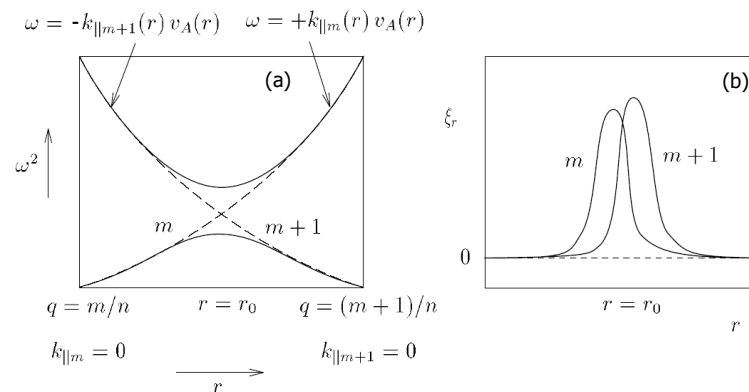 ω = -k||m+1(r) vA(r)
ω = +k||m(r) vA(r)
(a)
ω²
m
m + 1
q = m/n
r = r₀
q = (m + 1)/n
k||m = 0
k||m+1 = 0
r
(b)
ξr
m
m + 1
0
r = r₀
r